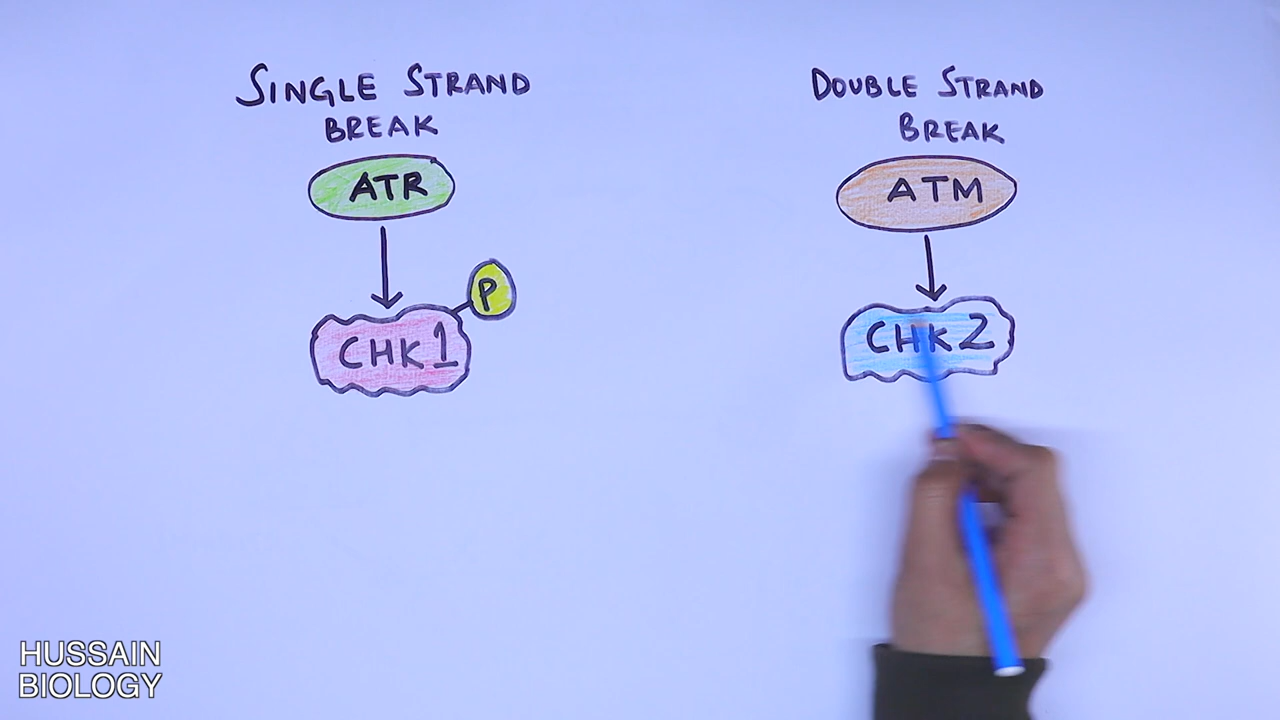 SINGLE STRAND
BREAK
ATR
P
CHK1
DOUBLE STRAND
BREAK
ATM
CHK2
HUSSAIN
BIOLOGY